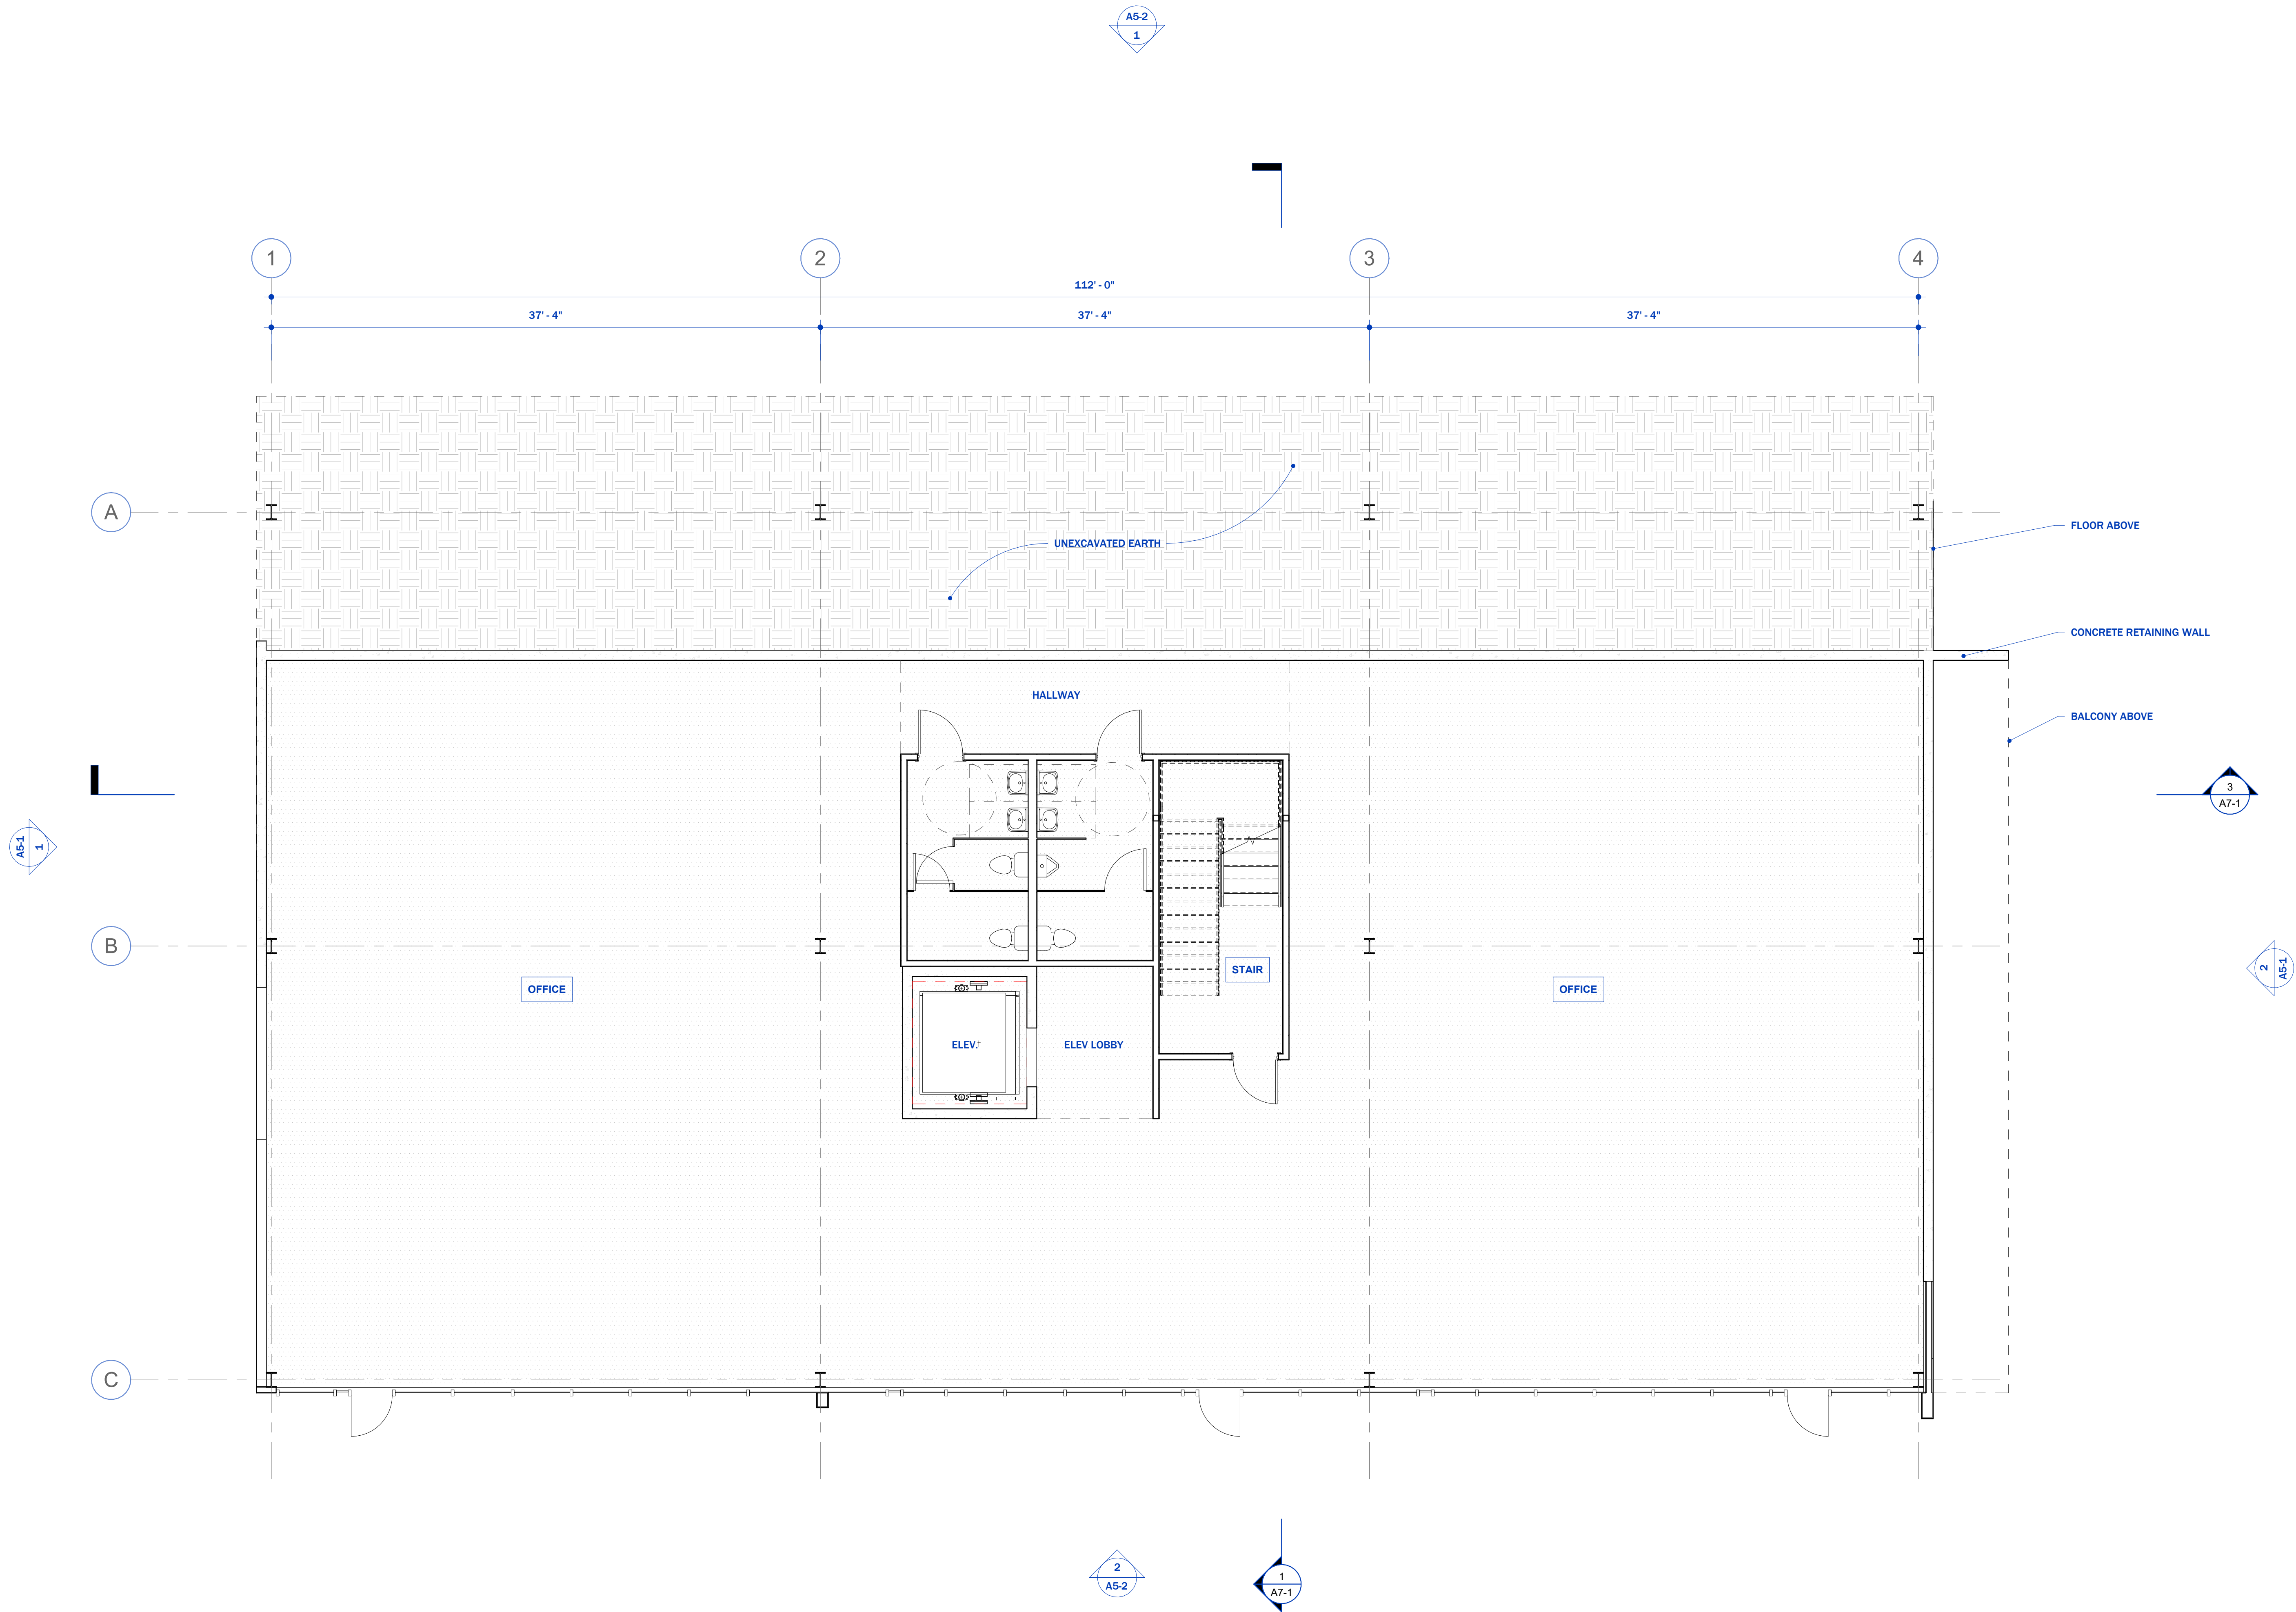 A5-2
1
1
2
3
4
112' - 0"
37' - 4"
37' - 4"
37' - 4"
A
FLOOR ABOVE
UNEXCAVATED EARTH
CONCRETE RETAINING WALL
HALLWAY
BALCONY ABOVE
3
A7-1
A5-1
1
B
2
A5-1
STAIR
OFFICE
OFFICE
ELEV.†
ELEV LOBBY
C
2
A5-2
1
A7-1